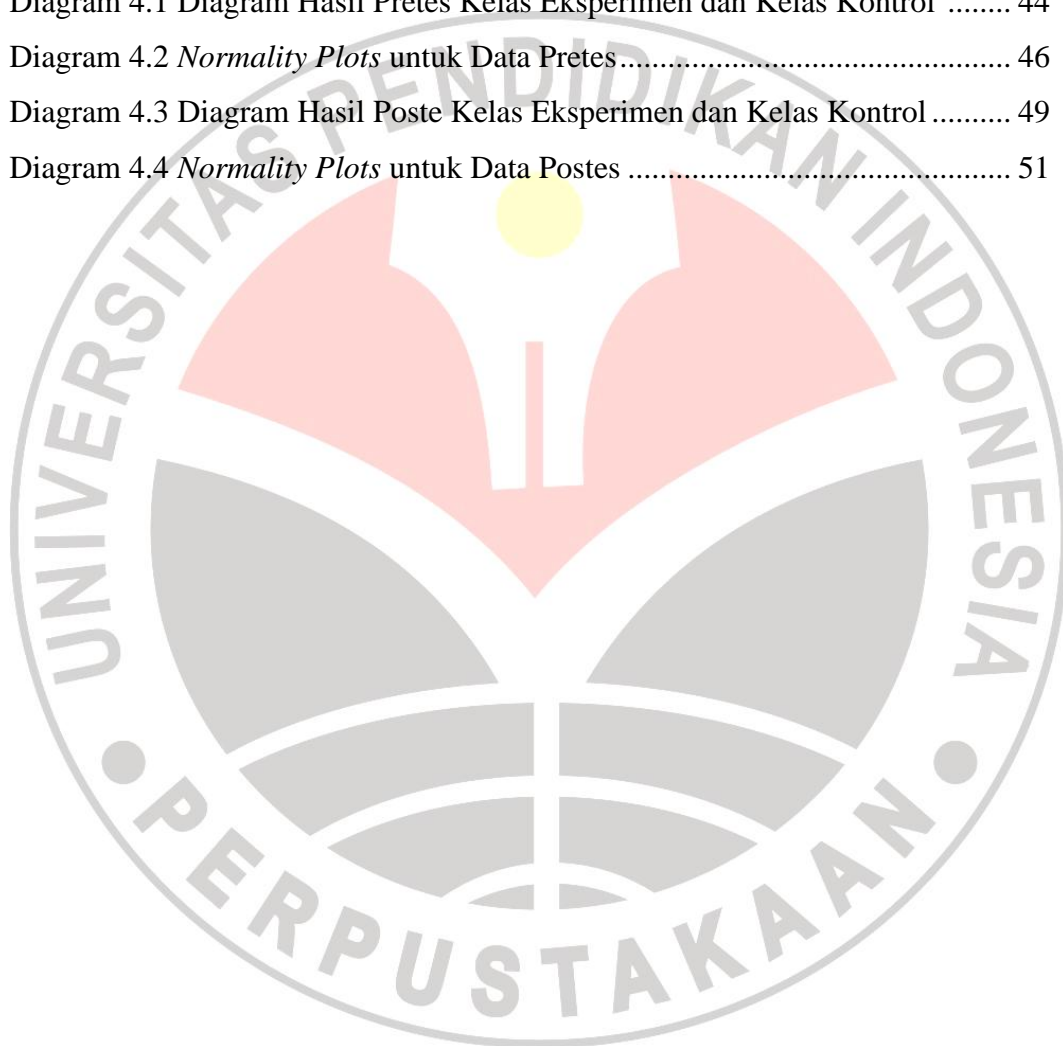 Diagram 4.1 Diagram Hasil Pretes Kelas Eksperimen dan Kelas Kontrol ........ 44
Diagram 4.2 Normality Plots untuk Data Pretes ....................................... 46
Diagram 4.3 Diagram Hasil Poste Kelas Eksperimen dan Kelas Kontrol .......... 49
Diagram 4.4 Normality Plots untuk Data Postes ...................................... 51
UNIVERSITAS PENDIDIKAN INDONESIA
PERPUSTAKAAN